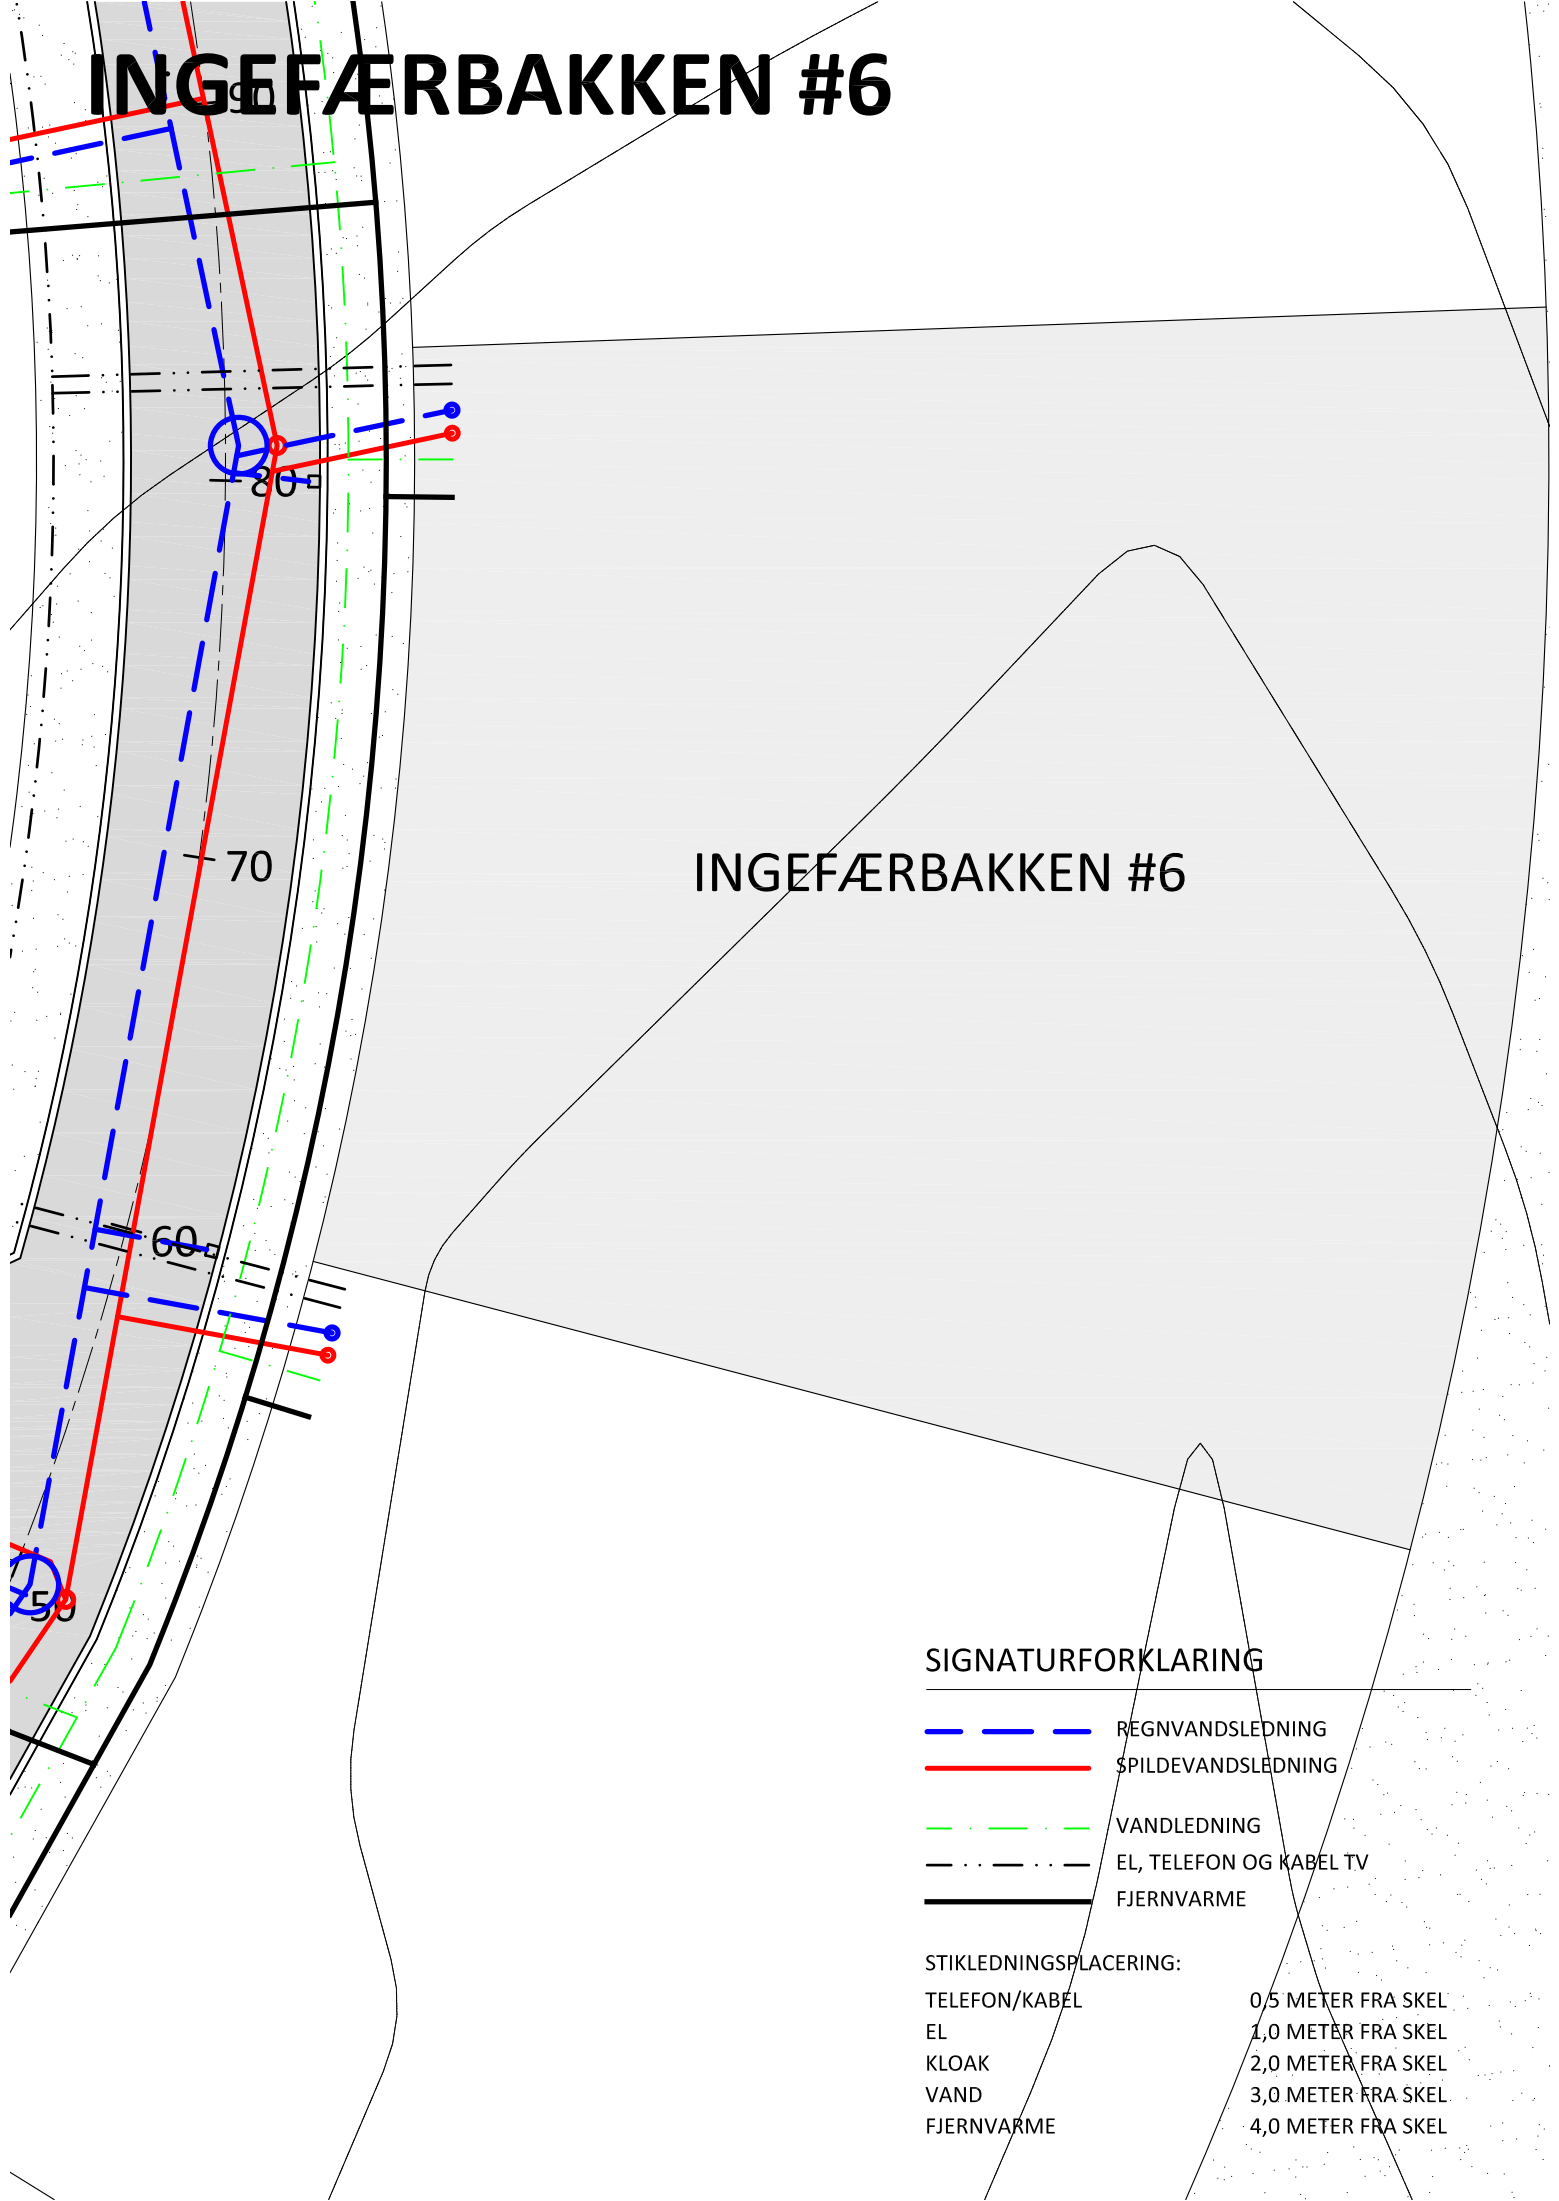 INGEFÆRBAKKEN #6
90
80
70
INGEFÆRBAKKEN #6
60
50
SIGNATURFORKLARING
REGNVANDSLEDNING
SPILDEVANDSLEDNING
VANDLEDNING
EL, TELEFON OG KABEL TV
FJERNVARME
STIKLEDNINGSPLACERING:
TELEFON/KABEL 0,5 METER FRA SKEL
EL 1,0 METER FRA SKEL
KLOAK 2,0 METER FRA SKEL
VAND 3,0 METER FRA SKEL
FJERNVARME 4,0 METER FRA SKEL